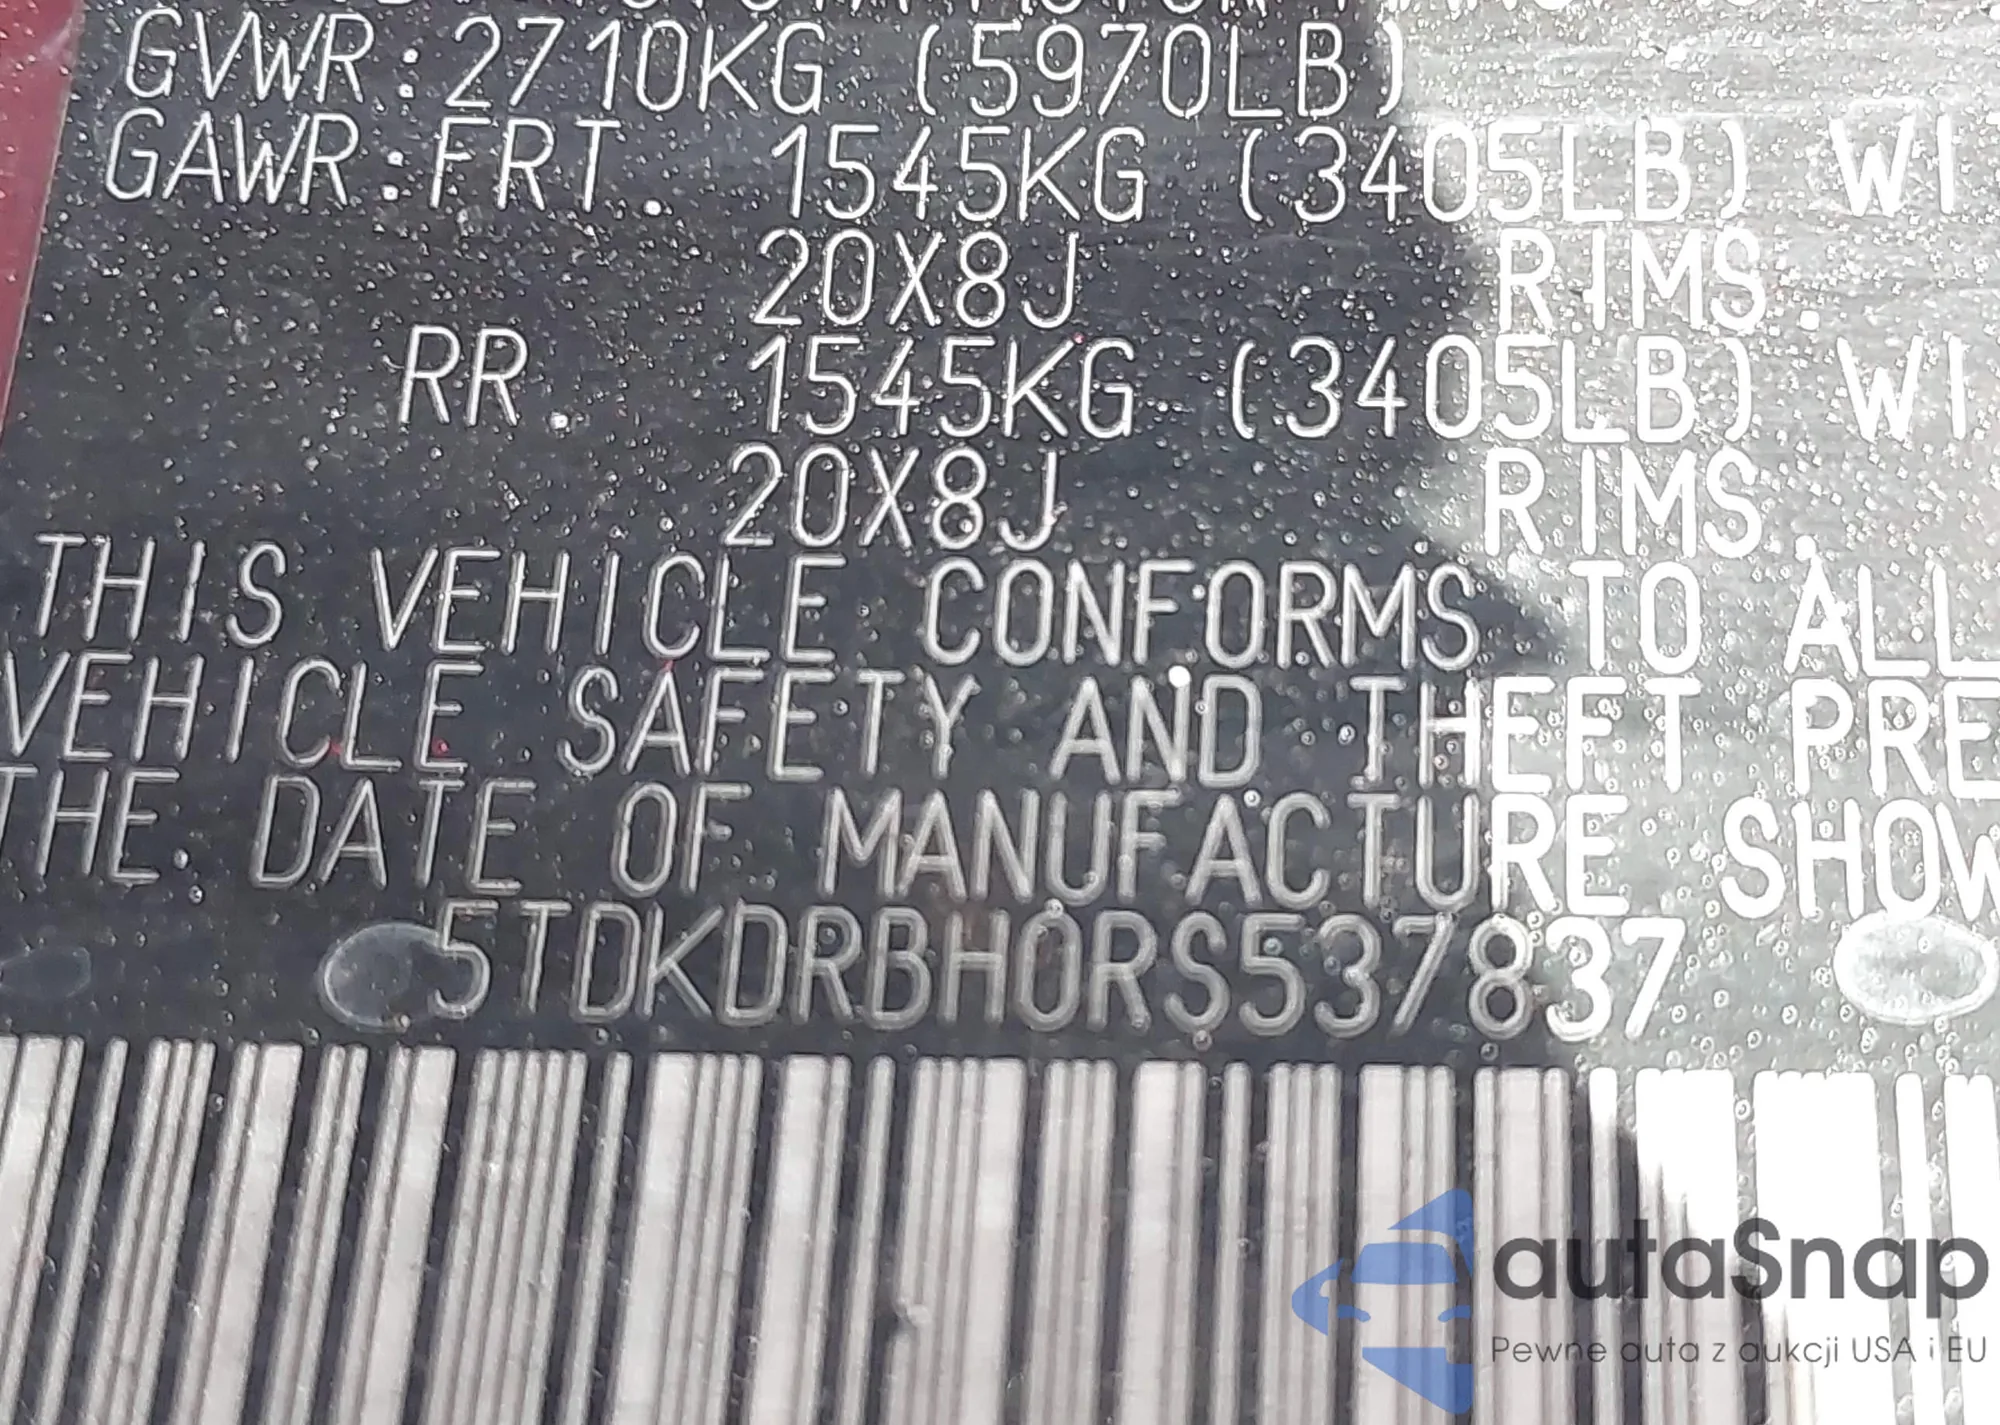 GVWR:2710KG (5970LB)
GAWR:FRT. 1545KG (3405LB) WI
20X8J RIMS.
RR. 1545KG (3405LB) WI
20X8J RIMS.
THIS VEHICLE CONFORMS TO ALL
VEHICLE SAFETY AND THEFT PRE
THE DATE OF MANUFACTURE SHOW
5TDKDRBH0RS537837
autaSnap
Pewne auta z aukcji USA i EU